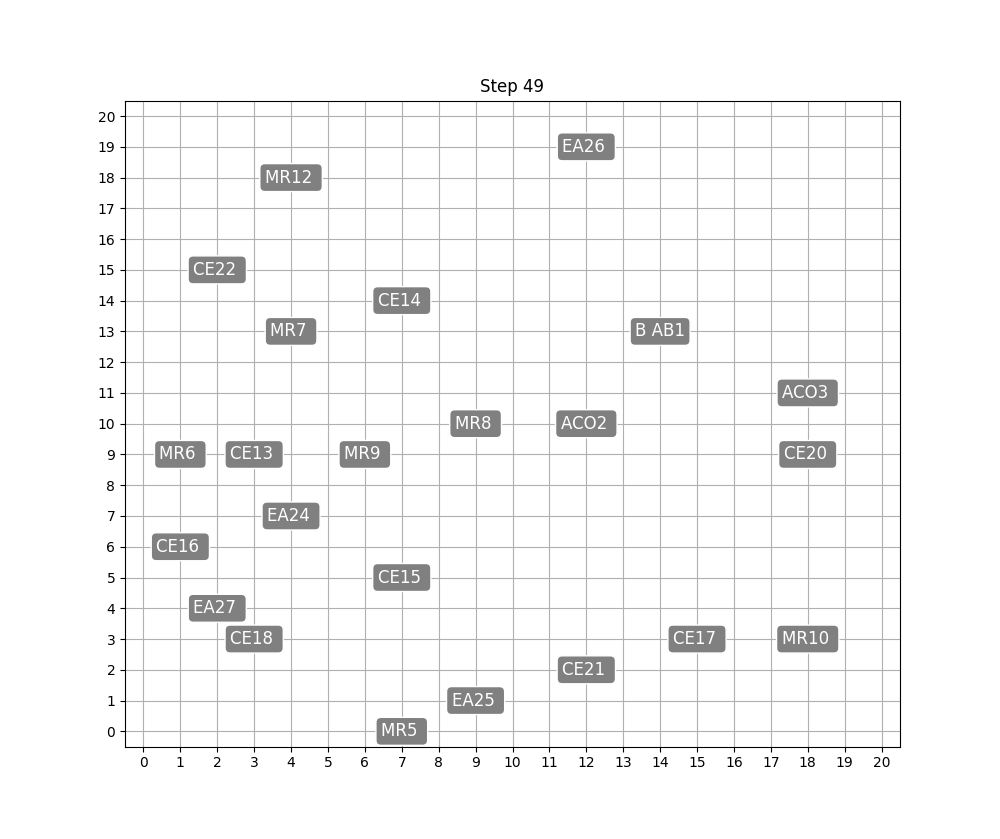 Step 49
20
19
18
17
16
15
14
13
12
11
10
9
8
7
6
5
4
3
2
1
0
EA26
MR12
CE22
CE14
MR7
B AB1
ACO3
MR8
ACO2
MR6
CE13
MR9
CE20
EA24
CE16
CE15
EA27
CE18
CE17
MR10
CE21
EA25
MR5
0 1 2 3 4 5 6 7 8 9 10 11 12 13 14 15 16 17 18 19 20